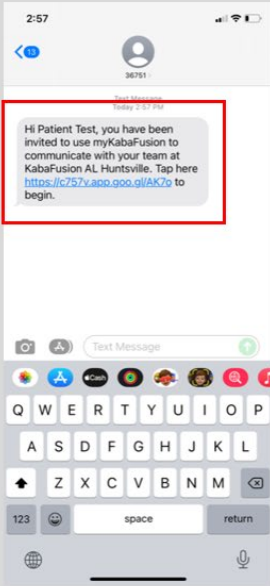 2:57
13
36751
Text Message
Today 2:57 PM
Hi Patient Test, you have been
invited to use myKabaFusion to
communicate with your team at
KabaFusion AL Huntsville. Tap here
https://c757v.app.goo.gl/AK7o to
begin.
Text Message
Cash
Q W E R T Y U I O P
A S D F G H J K L
Z X C V B N M
123 space return